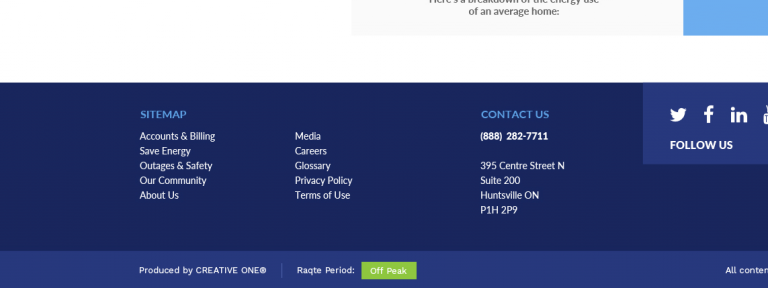 Here's a breakdown of the energy use
of an average home:
SITEMAP
Accounts & Billing
Save Energy
Outages & Safety
Our Community
About Us
Media
Careers
Glossary
Privacy Policy
Terms of Use
CONTACT US
(888) 282-7711
395 Centre Street N
Suite 200
Huntsville ON
P1H 2P9
FOLLOW US
Produced by CREATIVE ONE®
Raqte Period:
Off Peak
All conten